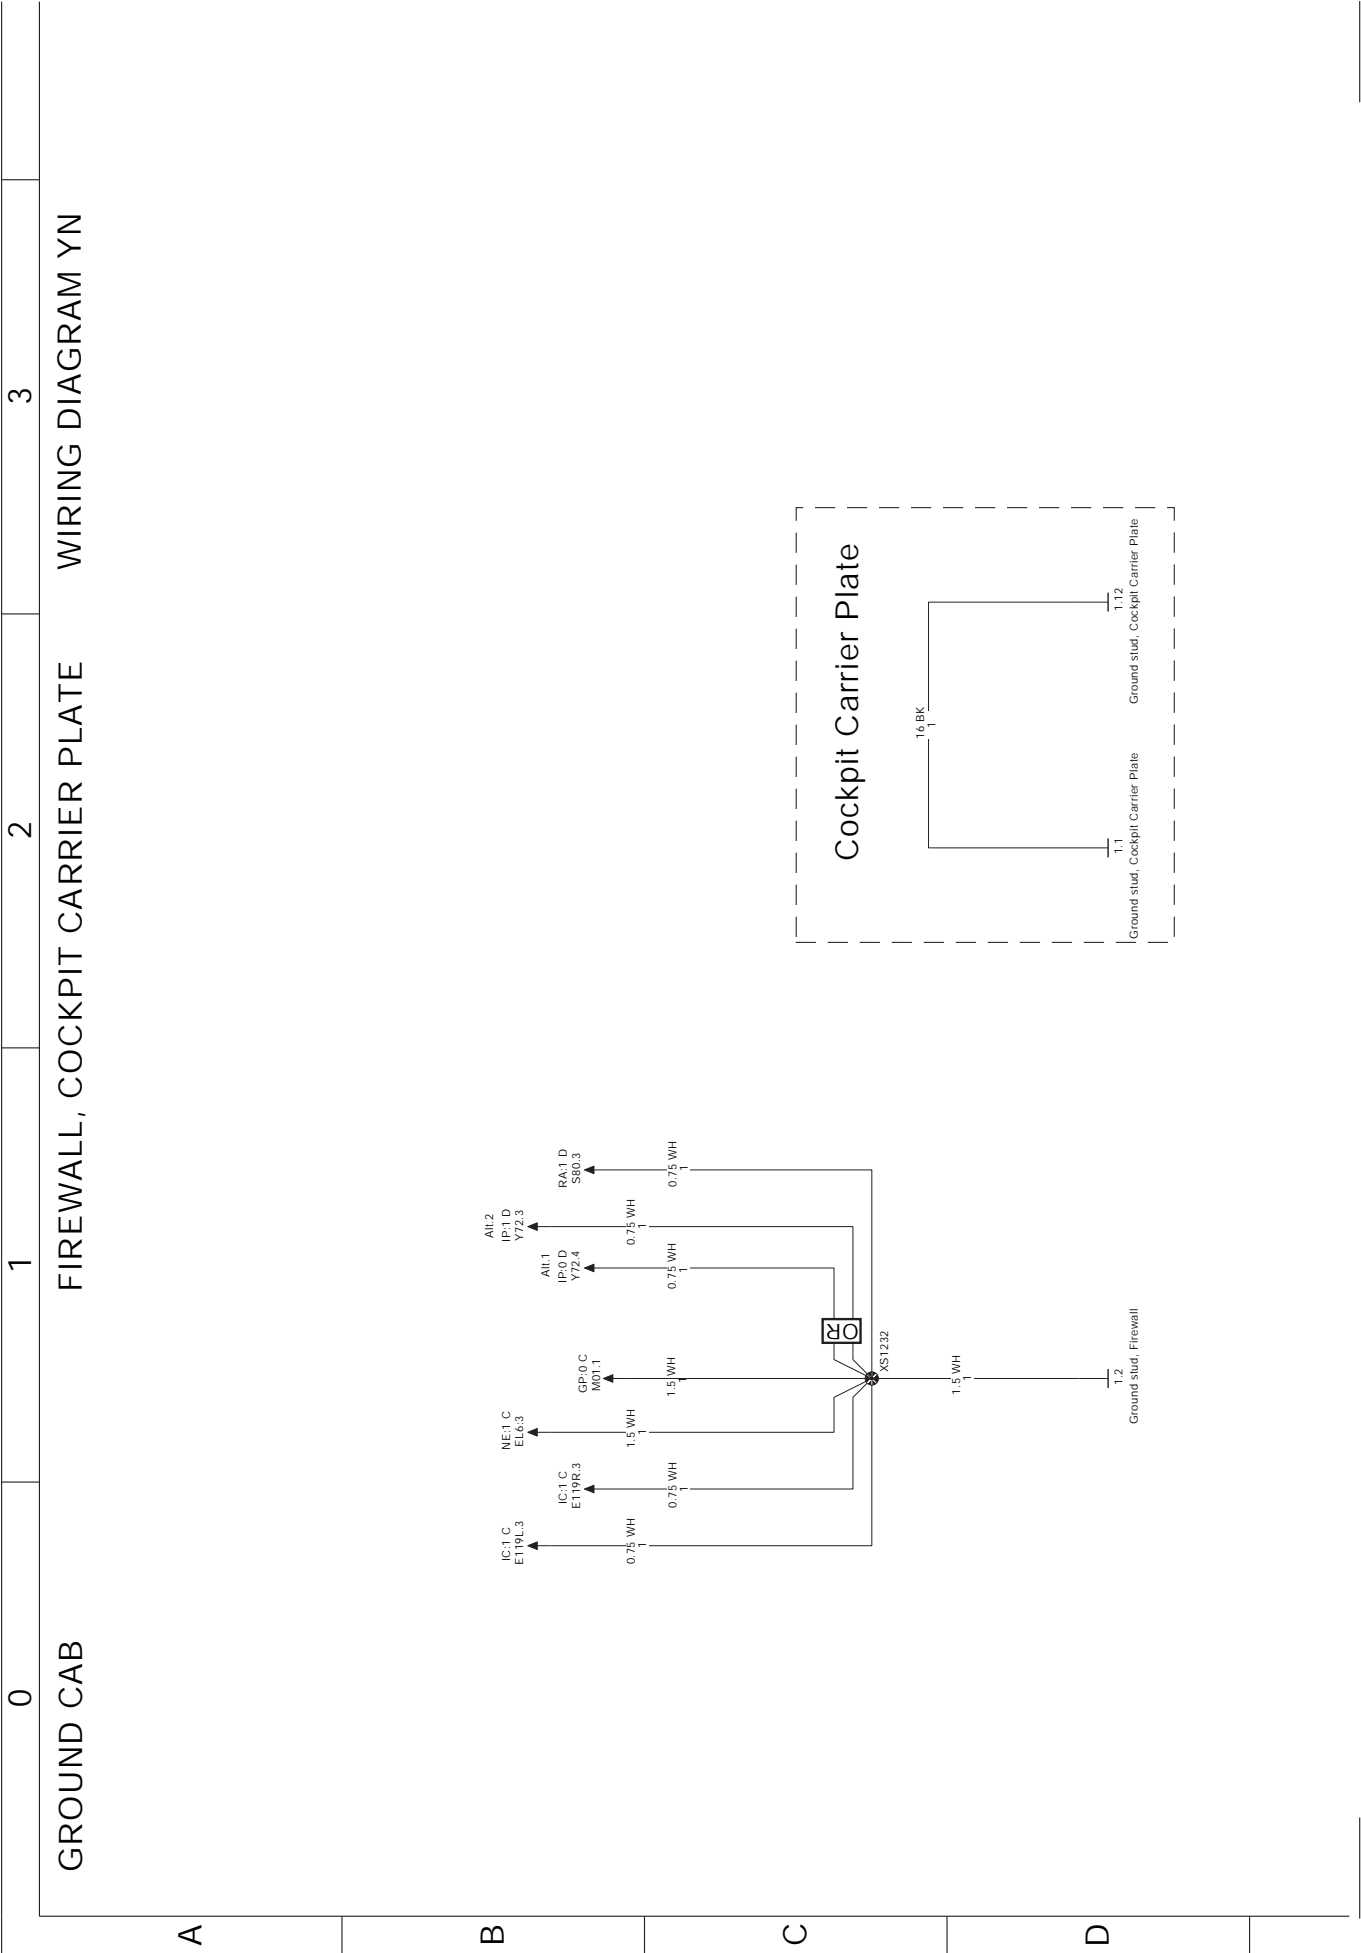 0
1
2
3
GROUND CAB
FIREWALL, COCKPIT CARRIER PLATE
WIRING DIAGRAM YN
A
B
C
D
IC:1 C
E119L.3
0.75 WH
1
IC:1 C
E119R.3
0.75 WH
1
NE:1 C
EL6:3
1.5 WH
1
GP:0 C
M01.1
1.5 WH
1
Alt.1
IP:0 D
Y72.4
0.75 WH
1
Alt.2
IP:1 D
Y72.3
0.75 WH
1
RA:1 D
S80.3
0.75 WH
1
OR
XS1232
1.5 WH
1
1.2
Ground stud, Firewall
Cockpit Carrier Plate
16 BK
1
1.1
Ground stud, Cockpit Carrier Plate
1.12
Ground stud, Cockpit Carrier Plate